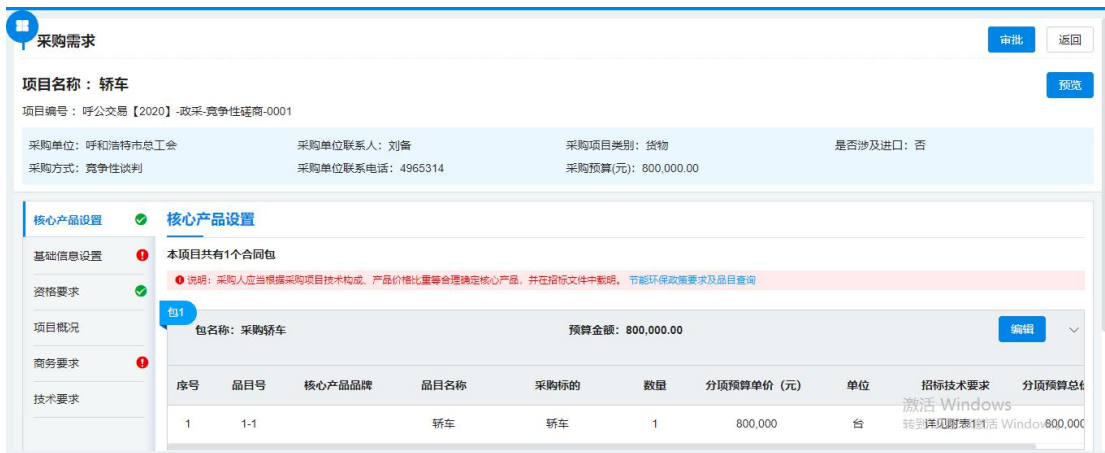 采购需求
审批
返回
项目名称：轿车
预览
项目编号：呼公交易【2020】-政采-竞争性磋商-0001
采购单位：呼和浩特市总工会 采购单位联系人：刘备 采购项目类别：货物 是否涉及进口：否
采购方式：竞争性谈判 采购单位联系电话：4965314 采购预算(元)：800,000.00
核心产品设置
基础信息设置
资格要求
项目概况
商务要求
技术要求
核心产品设置
本项目共有1个合同包
说明：采购人应当根据采购项目技术构成、产品价格比重等合理确定核心产品，并在招标文件中载明。 节能环保政策要求及品目查询
包1
包名称：采购轿车 预算金额：800,000.00 编辑
序号 品目号 核心产品品牌 品目名称 采购标的 数量 分项预算单价（元） 单位 招标技术要求 分项预算总
1 1-1 轿车 轿车 1 800,000 台 详见附表1-1 800,000
激活 Windows